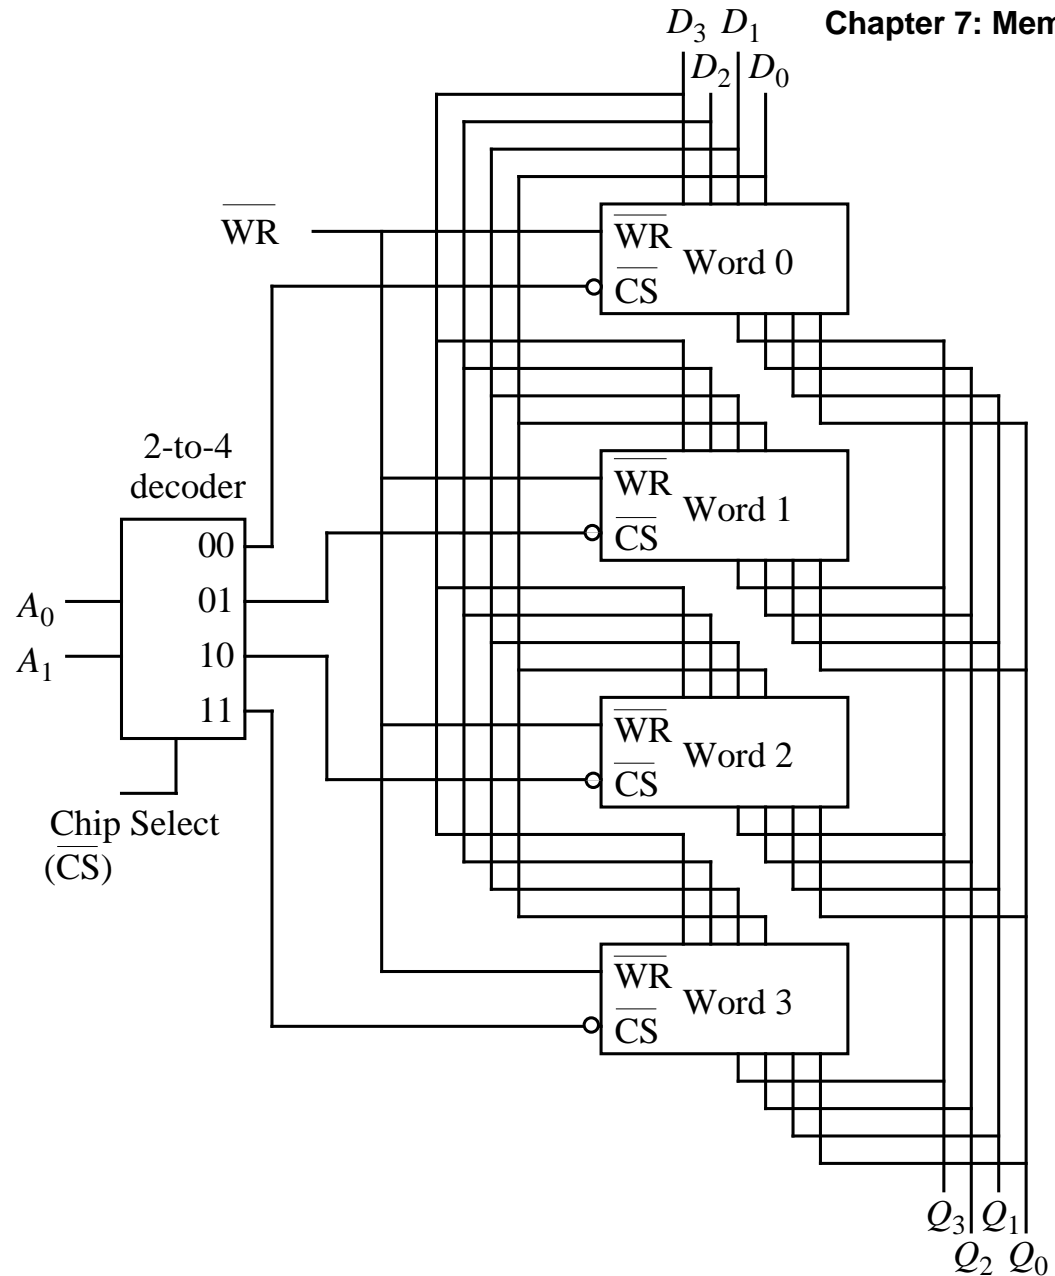 D3 D1
Chapter 7: Mem
D2 D0
WR
WR
Word 0
CS
2-to-4
decoder
00
01
10
11
A0
A1
Chip Select
(CS)
WR
Word 1
CS
WR
Word 2
CS
WR
Word 3
CS
Q3 Q1
Q2 Q0